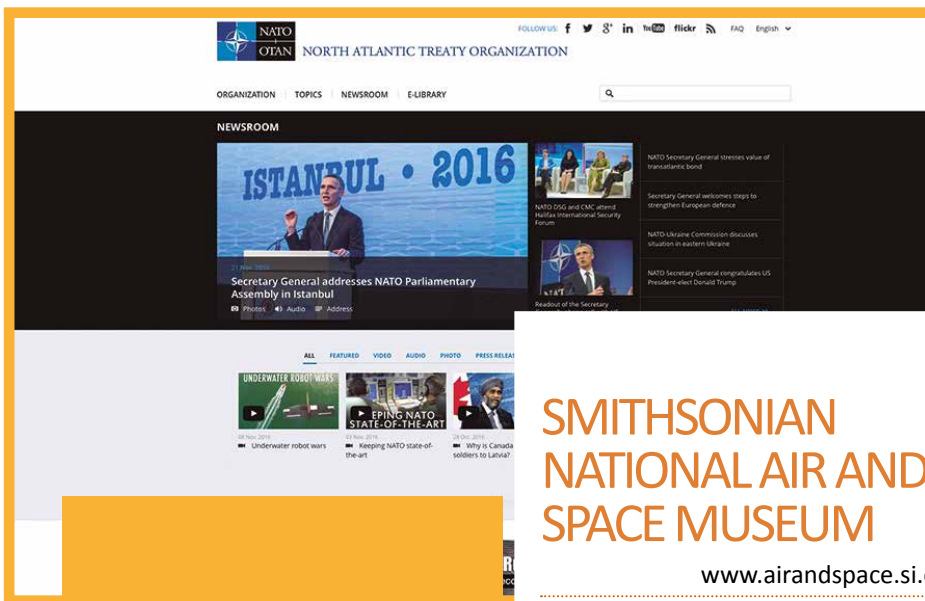 NATO
OTAN
NORTH ATLANTIC TREATY ORGANIZATION
FOLLOW US:
YouTube flickr FAQ English
ORGANIZATION TOPICS NEWSROOM E-LIBRARY
NEWSROOM
ISTANBUL • 2016
21 Nov. 2016
Secretary General addresses NATO Parliamentary
Assembly in Istanbul
Photos Audio Address
NATO DSG and CMC attend
Halifax International Security
Forum
Readout of the Secretary
NATO Secretary General stresses value of
transatlantic bond
Secretary General welcomes steps to
strengthen European defence
NATO-Ukraine Commission discusses
situation in eastern Ukraine
NATO Secretary General congratulates US
President-elect Donald Trump
ALL FEATURED VIDEO AUDIO PHOTO PRESS RELEAS
UNDERWATER ROBOT WARS
08 Nov. 2016
Underwater robot wars
EPING NATO
STATE-OF-THE-ART
03 Nov. 2016
Keeping NATO state-of-
the-art
28 Oct. 2016
Why is Canada
soldiers to Latvia?
SMITHSONIAN
NATIONAL AIR AND
SPACE MUSEUM
www.airandspace.si.